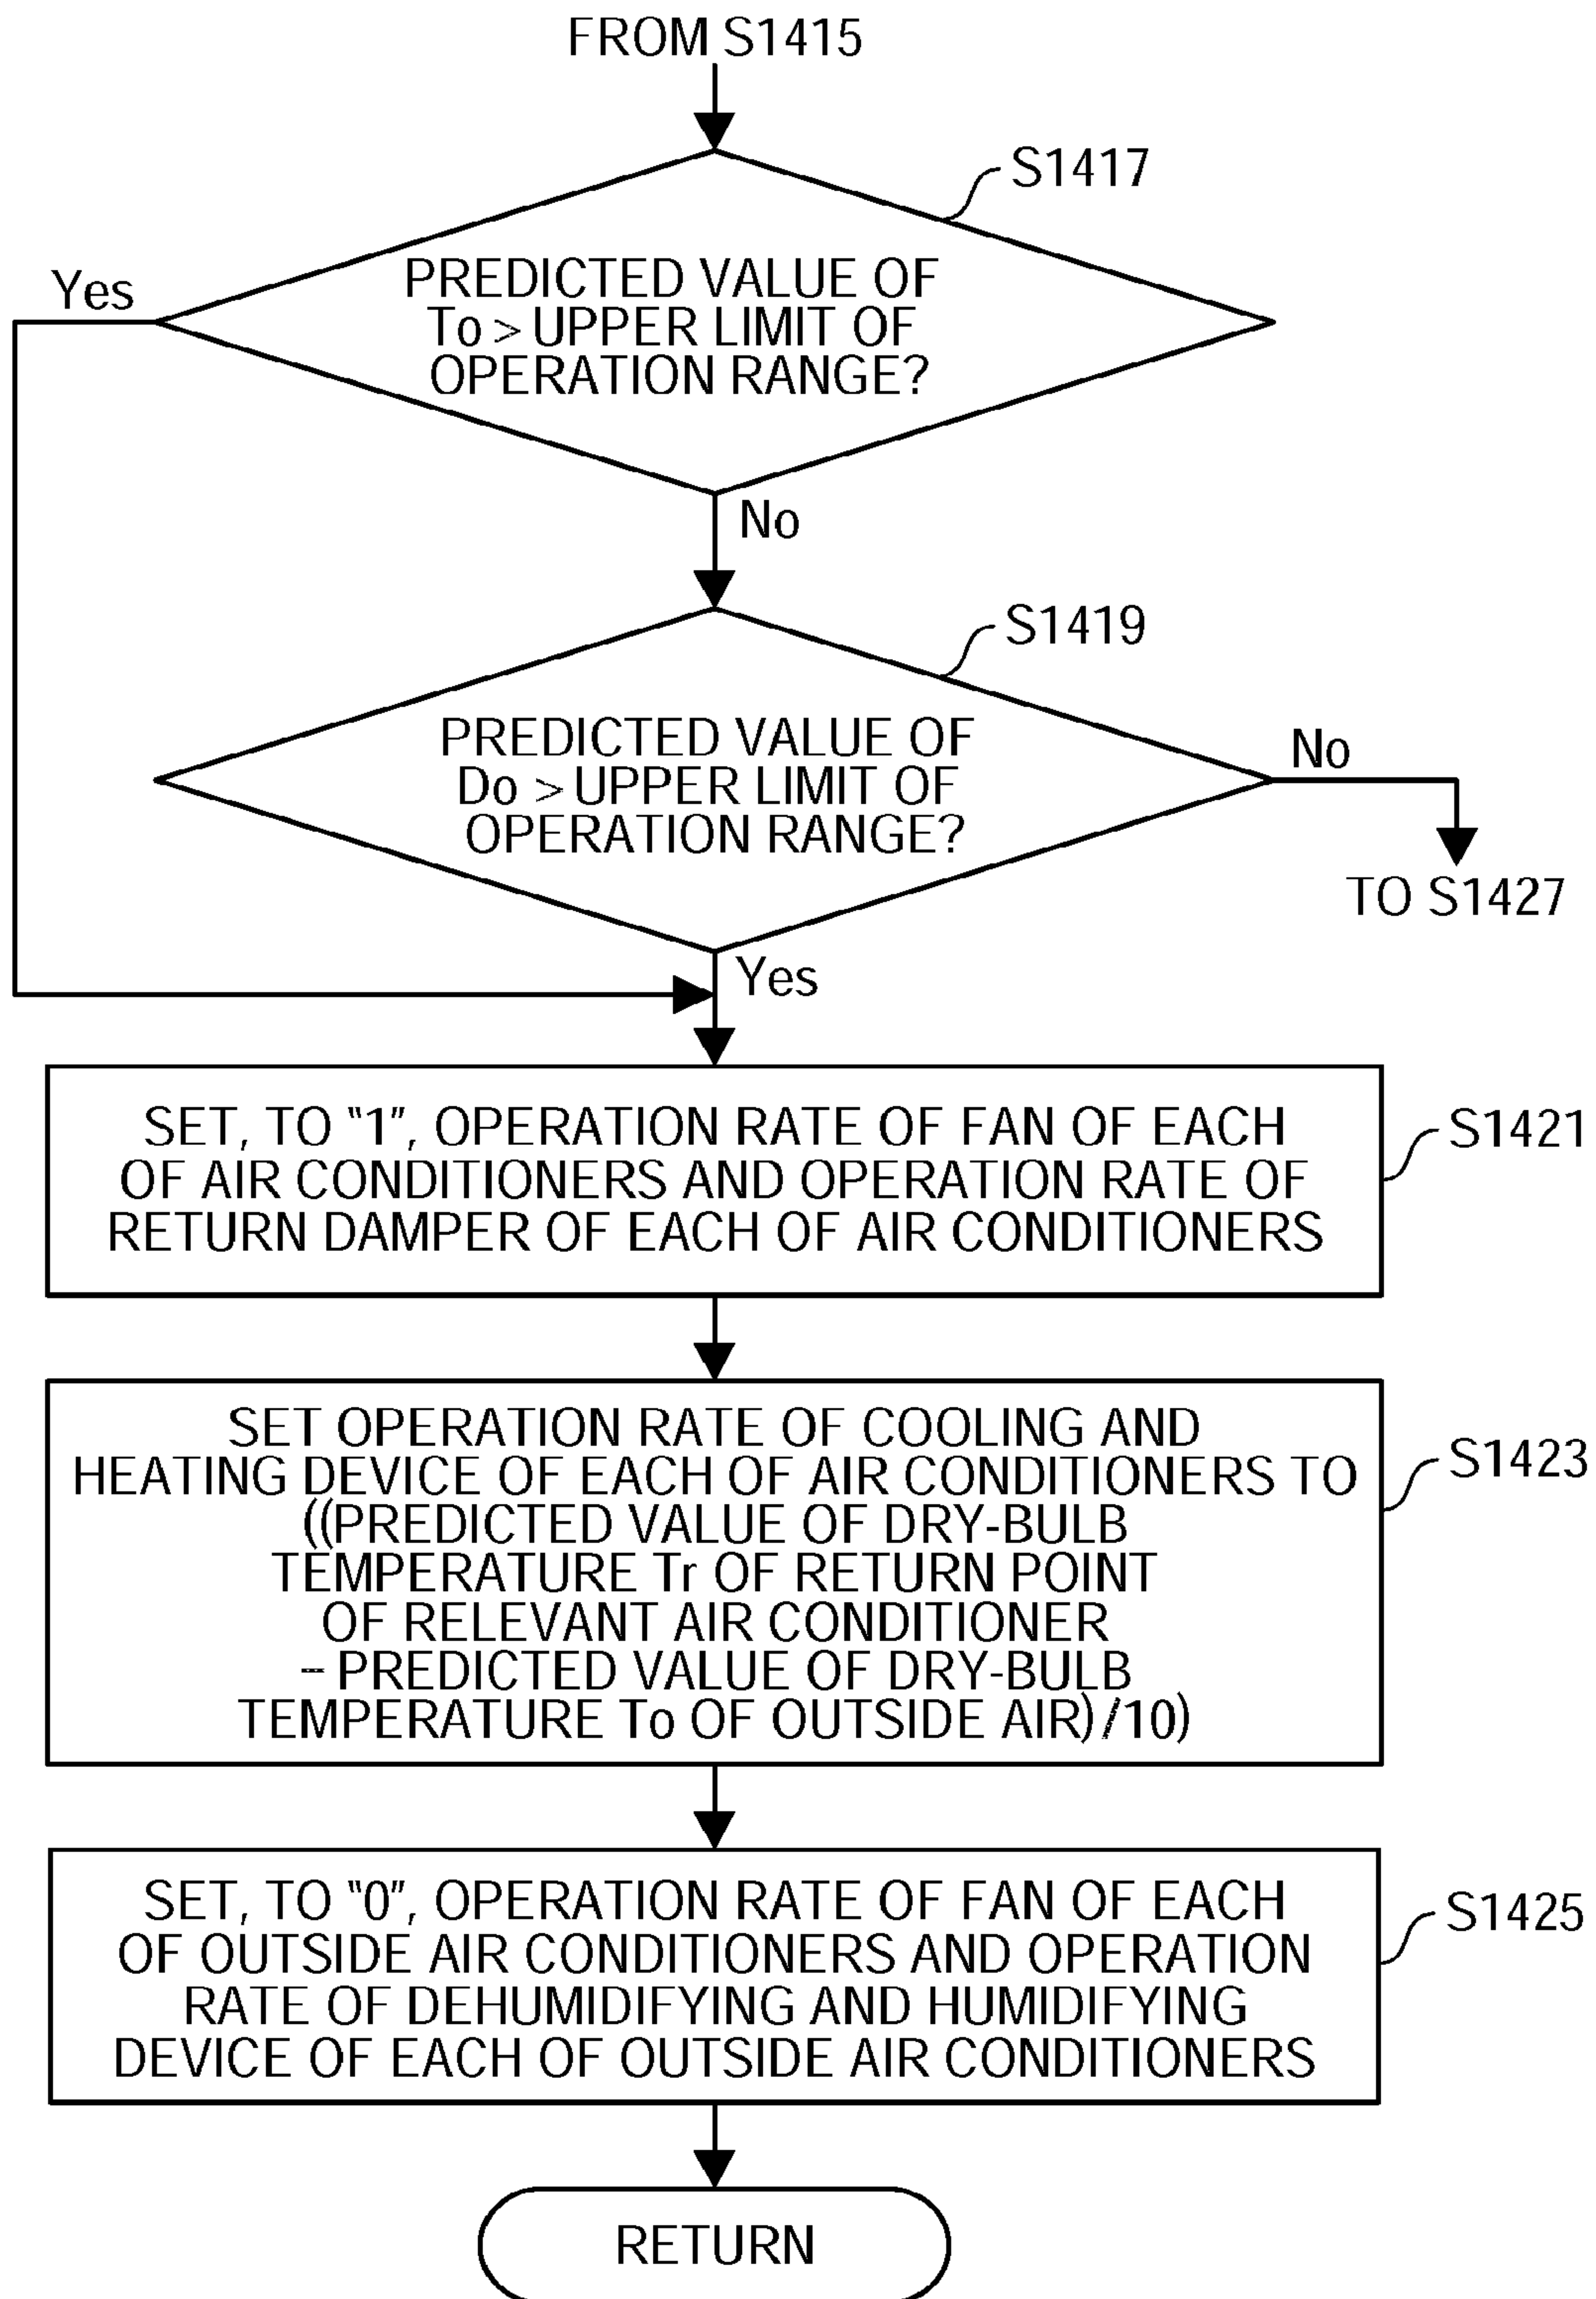 FROM S1415
S1417
Yes
PREDICTED VALUE OF
To > UPPER LIMIT OF
OPERATION RANGE?
No
S1419
PREDICTED VALUE OF
Do > UPPER LIMIT OF
OPERATION RANGE?
No
TO S1427
Yes
SET, TO "1", OPERATION RATE OF FAN OF EACH
OF AIR CONDITIONERS AND OPERATION RATE OF
RETURN DAMPER OF EACH OF AIR CONDITIONERS
S1421
SET OPERATION RATE OF COOLING AND
HEATING DEVICE OF EACH OF AIR CONDITIONERS TO
((PREDICTED VALUE OF DRY-BULB
TEMPERATURE Tr OF RETURN POINT
OF RELEVANT AIR CONDITIONER
– PREDICTED VALUE OF DRY-BULB
TEMPERATURE To OF OUTSIDE AIR)/10)
S1423
SET, TO "0", OPERATION RATE OF FAN OF EACH
OF OUTSIDE AIR CONDITIONERS AND OPERATION
RATE OF DEHUMIDIFYING AND HUMIDIFYING
DEVICE OF EACH OF OUTSIDE AIR CONDITIONERS
S1425
RETURN